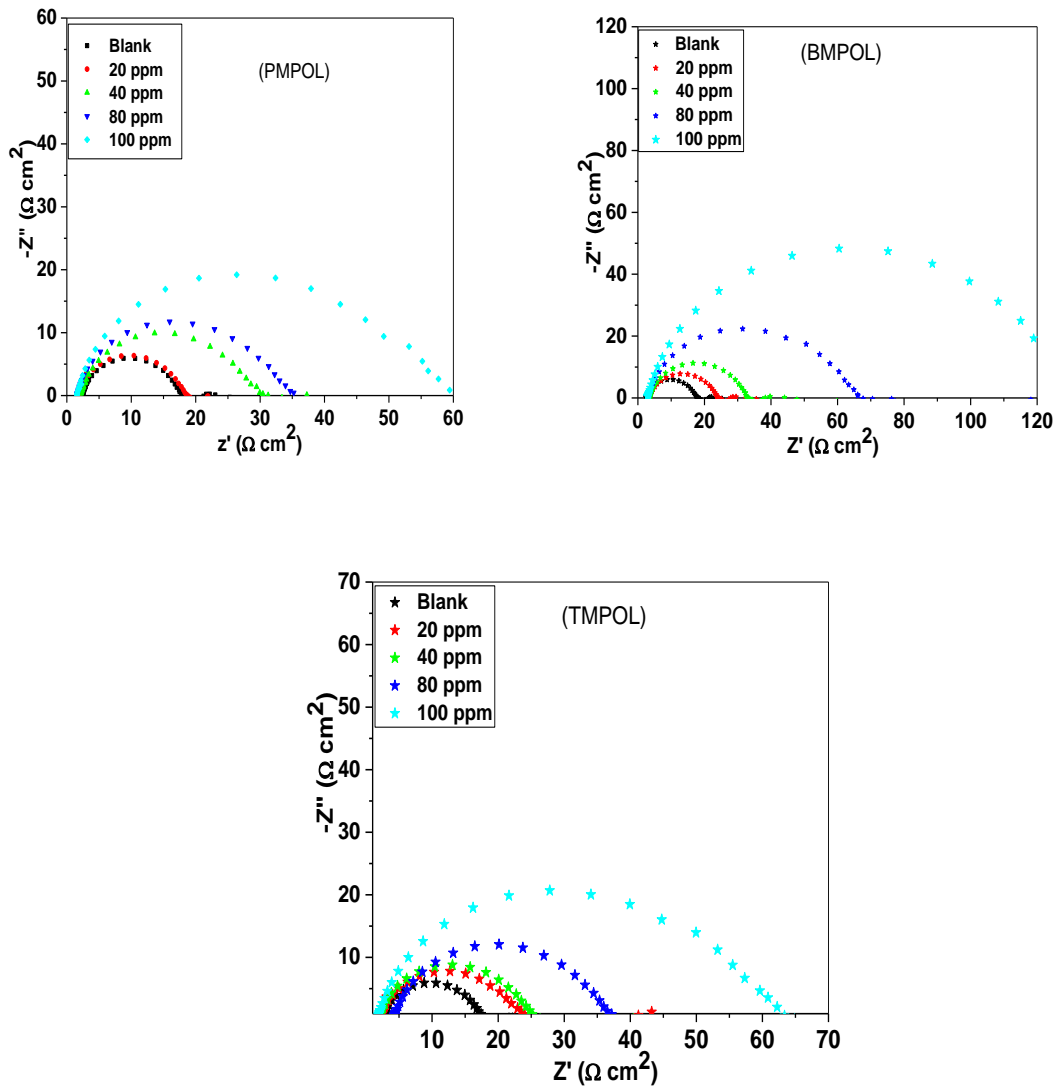 60
50
40
30
20
10
0
-Z'' (Ω cm2)
Blank
20 ppm
40 ppm
80 ppm
100 ppm
(PMPOL)
0 10 20 30 40 50 60
z' (Ω cm2)
120
100
80
60
40
20
0
-Z'' (Ω cm2)
Blank
20 ppm
40 ppm
80 ppm
100 ppm
(BMPOL)
0 20 40 60 80 100 120
Z' (Ω cm2)
70
60
50
40
30
20
10
-Z'' (Ω cm2)
Blank
20 ppm
40 ppm
80 ppm
100 ppm
(TMPOL)
10 20 30 40 50 60 70
Z' (Ω cm2)